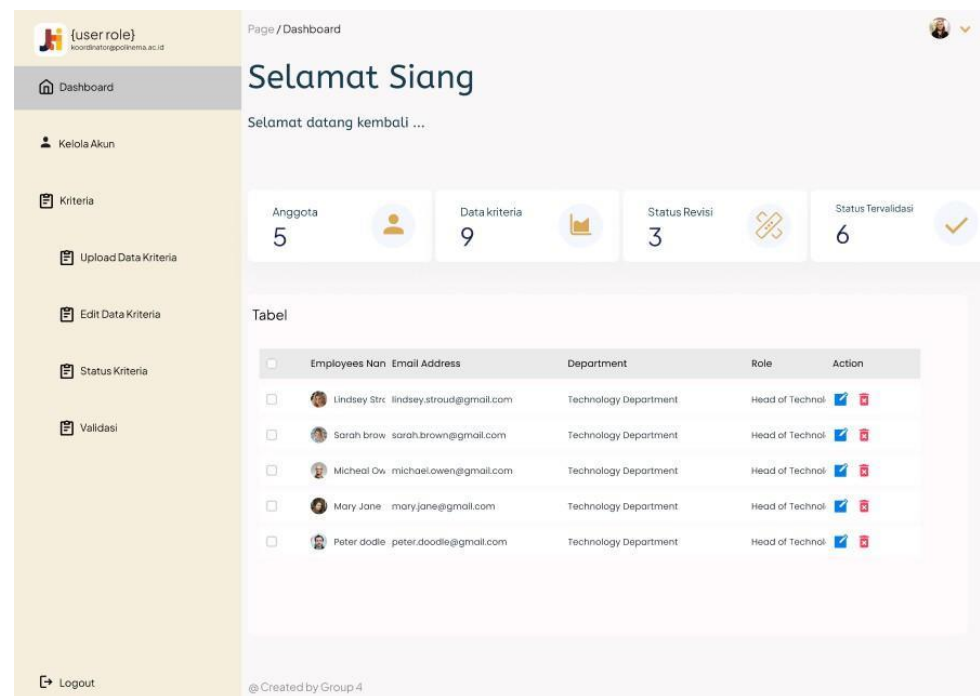 {user role}
koordinator@polinema.ac.id
Dashboard
Kelola Akun
Kriteria
Upload Data Kriteria
Edit Data Kriteria
Status Kriteria
Validasi
Logout
Page / Dashboard
Selamat Siang
Selamat datang kembali ...
Anggota
5
Data kriteria
9
Status Revisi
3
Status Tervalidasi
6
Tabel
Employees Nan Email Address Department Role Action
Lindsey Strc lindsey.stroud@gmail.com Technology Department Head of Technol
Sarah brow sarah.brown@gmail.com Technology Department Head of Technol
Micheal Ow michael.owen@gmail.com Technology Department Head of Technol
Mary Jane mary.jane@gmail.com Technology Department Head of Technol
Peter dodle peter.doodle@gmail.com Technology Department Head of Technol
@ Created by Group 4